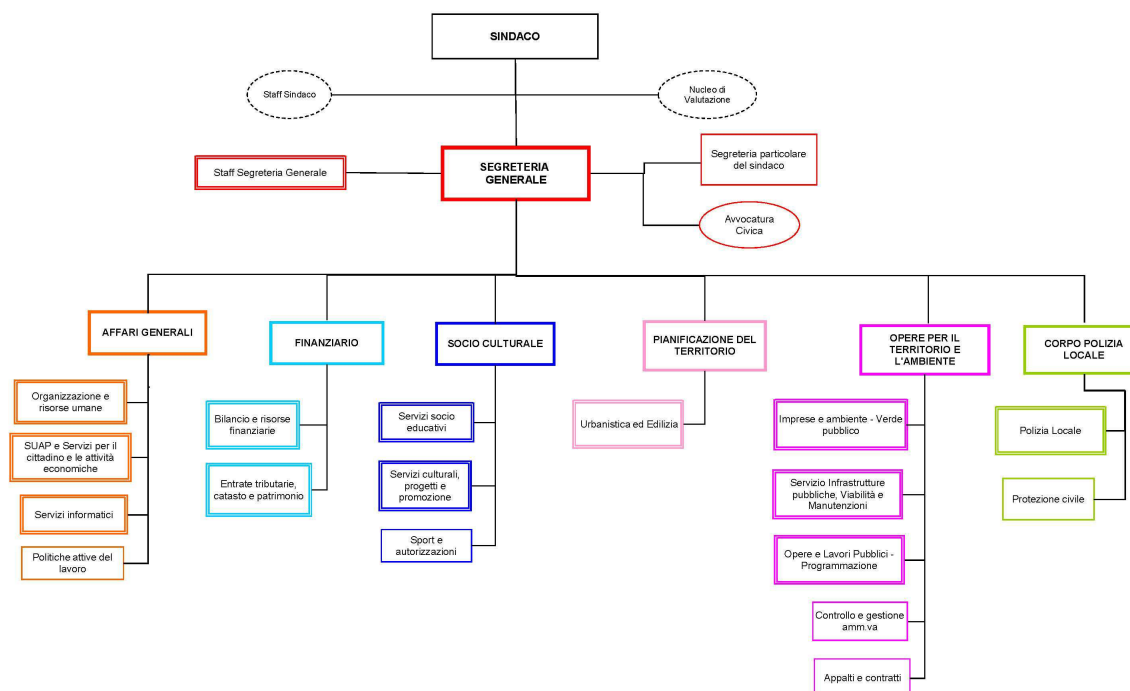 SINDACO
Staff Sindaco
Nucleo di
Valutazione
Staff Segreteria Generale
SEGRETERIA
GENERALE
Segreteria particolare
del sindaco
Avvocatura
Civica
AFFARI GENERALI
FINANZIARIO
SOCIO CULTURALE
PIANIFICAZIONE DEL
TERRITORIO
OPERE PER IL
TERRITORIO E
L'AMBIENTE
CORPO POLIZIA
LOCALE
Organizzazione e
risorse umane
SUAP e Servizi per il
cittadino e le attività
economiche
Servizi informatici
Politiche attive del
lavoro
Bilancio e risorse
finanziarie
Entrate tributarie,
catasto e patrimonio
Servizi socio
educativi
Servizi culturali,
progetti e
promozione
Sport e
autorizzazioni
Urbanistica ed Edilizia
Imprese e ambiente - Verde
pubblico
Servizio Infrastrutture
pubbliche, Viabilità e
Manutenzioni
Opere e Lavori Pubblici -
Programmazione
Controllo e gestione
amm.va
Appalti e contratti
Polizia Locale
Protezione civile